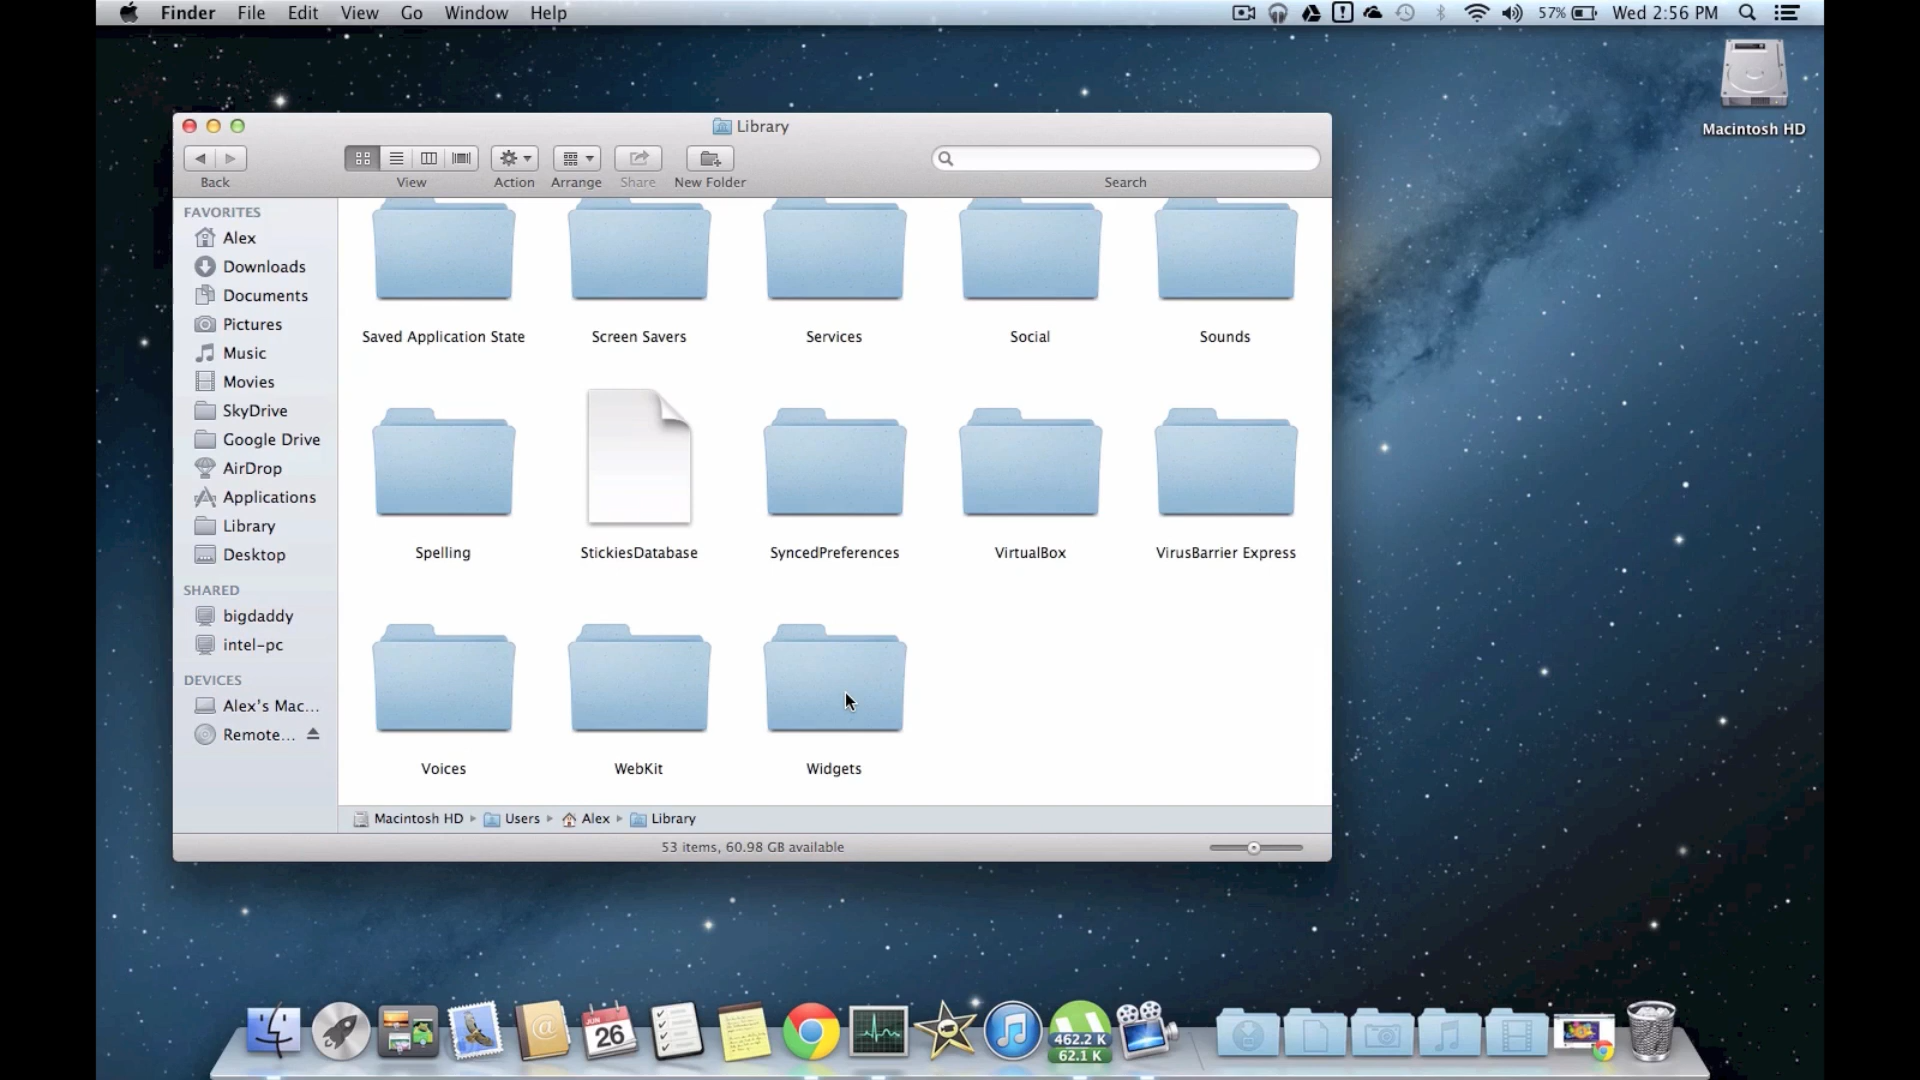 Finder File Edit View Go Window Help 57% Wed 2:56 PM
Macintosh HD
Library
Back View Action Arrange Share New Folder Search
FAVORITES
Alex
Downloads
Documents
Pictures
Music
Movies
SkyDrive
Google Drive
AirDrop
Applications
Library
Desktop
SHARED
bigdaddy
intel-pc
DEVICES
Alex's Mac...
Remote...
Saved Application State Screen Savers Services Social Sounds
Spelling StickiesDatabase SyncedPreferences VirtualBox VirusBarrier Express
Voices WebKit Widgets
Macintosh HD Users Alex Library
53 items, 60.98 GB available
@
JUN
26
462.2 K
62.1 K